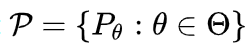 𝒫 = {P_θ : θ ∈ Θ}